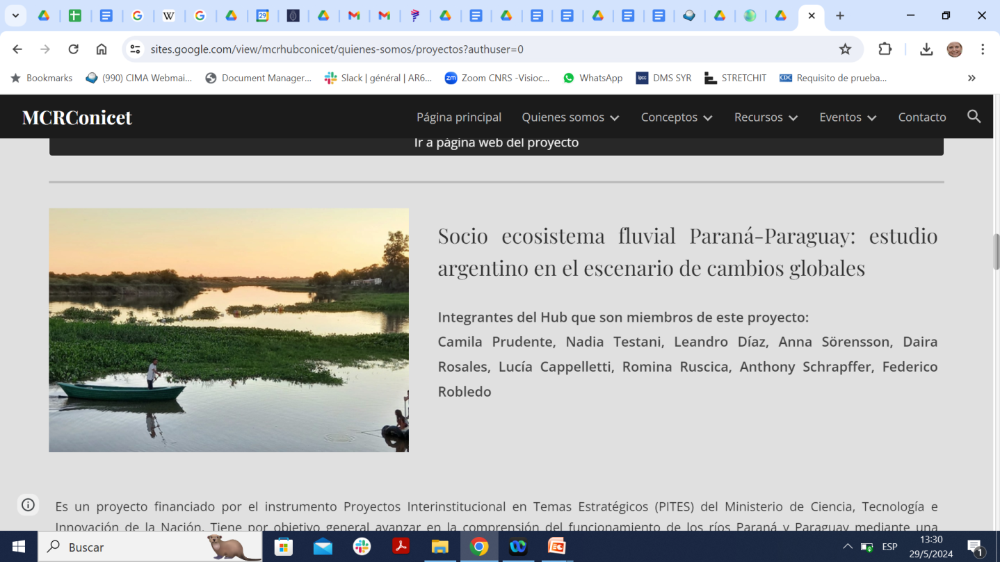 29
W
sites.google.com/view/mcrhubconicet/quienes-somos/proyectos?authuser=0
Bookmarks
(990) CIMA Webmai...
Document Manager...
Slack | général | AR6...
zm
Zoom CNRS -Visioc...
WhatsApp
ipcc
DMS SYR
STRETCHIT
CDC
Requisito de prueba...
MCRConicet
Página principal
Quienes somos
Conceptos
Recursos
Eventos
Contacto
Ir a página web del proyecto
Socio ecosistema fluvial Paraná-Paraguay: estudio
argentino en el escenario de cambios globales
Integrantes del Hub que son miembros de este proyecto:
Camila Prudente, Nadia Testani, Leandro Díaz, Anna Sörensson, Daira
Rosales, Lucía Cappelletti, Romina Ruscica, Anthony Schrapffer, Federico
Robledo
Es un proyecto financiado por el instrumento Proyectos Interinstitucional en Temas Estratégicos (PITES) del Ministerio de Ciencia, Tecnología e
Innovación de la Nación. Tiene por objetivo general avanzar en la comprensión del funcionamiento de los ríos Paraná y Paraguay mediante una
Buscar
ESP
13:30
29/5/2024
1